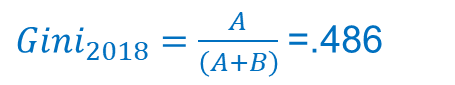 Gini2018 = A/(A+B) =.486